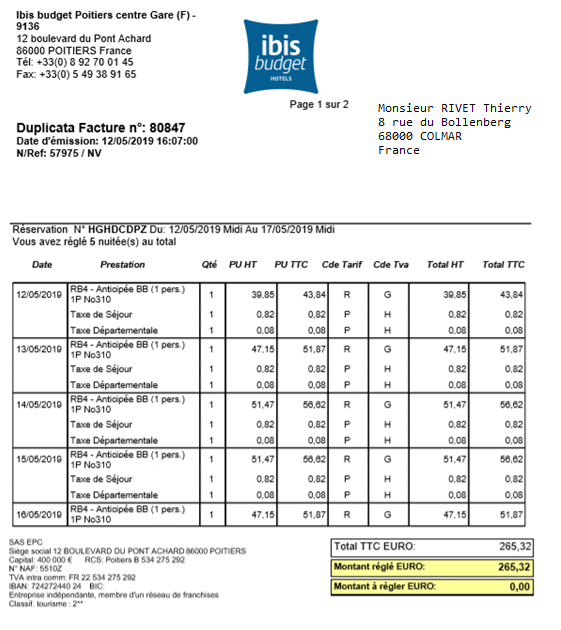 Ibis budget Poitiers centre Gare (F) -
9136
12 boulevard du Pont Achard
86000 POITIERS France
Tél: +33(0) 8 92 70 01 45
Fax: +33(0) 5 49 38 91 65
ibis
budget
HOTELS
Page 1 sur 2
Monsieur RIVET Thierry
8 rue du Bollenberg
68000 COLMAR
France
Duplicata Facture n°: 80847
Date d'émission: 12/05/2019 16:07:00
N/Ref: 57975 / NV
Réservation N° HGHDCDPZ Du: 12/05/2019 Midi Au 17/05/2019 Midi
Vous avez réglé 5 nuitée(s) au total
Date Prestation Qté PU HT PU TTC Cde Tarif Cde Tva Total HT Total TTC
12/05/2019 RB4 - Anticipée BB (1 pers.) 1 39,85 43,84 R G 39,85 43,84
1P No310
Taxe de Séjour 1 0,82 0,82 P H 0,82 0,82
Taxe Départementale 1 0,08 0,08 P H 0,08 0,08
13/05/2019 RB4 - Anticipée BB (1 pers.) 1 47,15 51,87 R G 47,15 51,87
1P No310
Taxe de Séjour 1 0,82 0,82 P H 0,82 0,82
Taxe Départementale 1 0,08 0,08 P H 0,08 0,08
14/05/2019 RB4 - Anticipée BB (1 pers.) 1 51,47 56,62 R G 51,47 56,62
1P No310
Taxe de Séjour 1 0,82 0,82 P H 0,82 0,82
Taxe Départementale 1 0,08 0,08 P H 0,08 0,08
15/05/2019 RB4 - Anticipée BB (1 pers.) 1 51,47 56,62 R G 51,47 56,62
1P No310
Taxe de Séjour 1 0,82 0,82 P H 0,82 0,82
Taxe Départementale 1 0,08 0,08 P H 0,08 0,08
16/05/2019 RB4 - Anticipée BB (1 pers.) 1 47,15 51,87 R G 47,15 51,87
1P No310
SAS EPC
Siège social 12 BOULEVARD DU PONT ACHARD 86000 POITIERS
Capital: 400 000 € RCS: Poitiers B 534 275 292
N° NAF: 5510Z
TVA intra comm: FR 22 534 275 292
IBAN: 724272440 24 BIC:
Entreprise indépendante, membre d'un réseau de franchises
Classif. tourisme : 2**
Total TTC EURO: 265,32
Montant réglé EURO: 265,32
Montant à régler EURO: 0,00